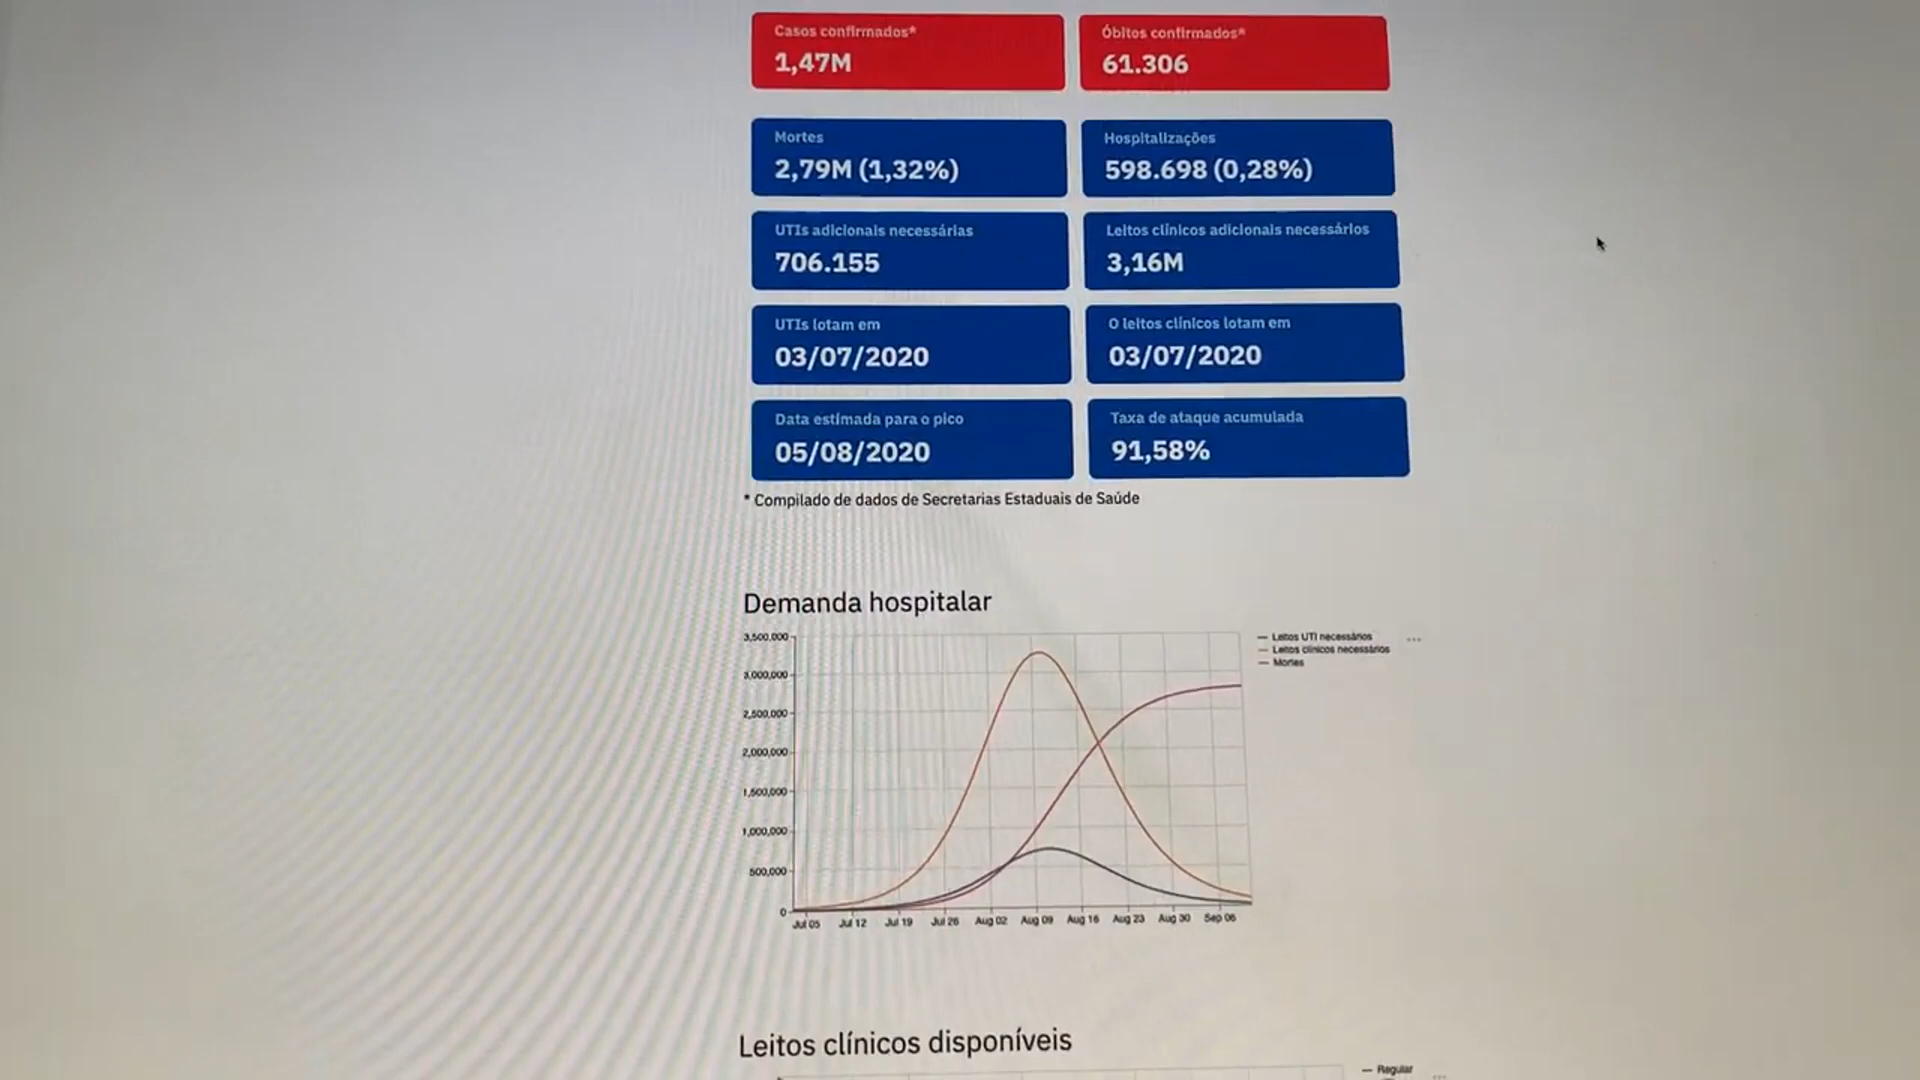 Casos confirmados*
1,47M
Óbitos confirmados*
61.306
Mortes
2,79M (1,32%)
Hospitalizações
598.698 (0,28%)
UTIs adicionais necessárias
706.155
Leitos clínicos adicionais necessários
3,16M
UTIs lotam em
03/07/2020
O leitos clínicos lotam em
03/07/2020
Data estimada para o pico
05/08/2020
Taxa de ataque acumulada
91,58%
* Compilado de dados de Secretarias Estaduais de Saúde
Demanda hospitalar
3,500,000
3,000,000
2,500,000
2,000,000
1,500,000
1,000,000
500,000
0
Jul 05 Jul 12 Jul 19 Jul 26 Aug 02 Aug 09 Aug 16 Aug 23 Aug 30 Sep 06
Leitos UTI necessários
Leitos clínicos necessários
Mortes
Leitos clínicos disponíveis
Regular